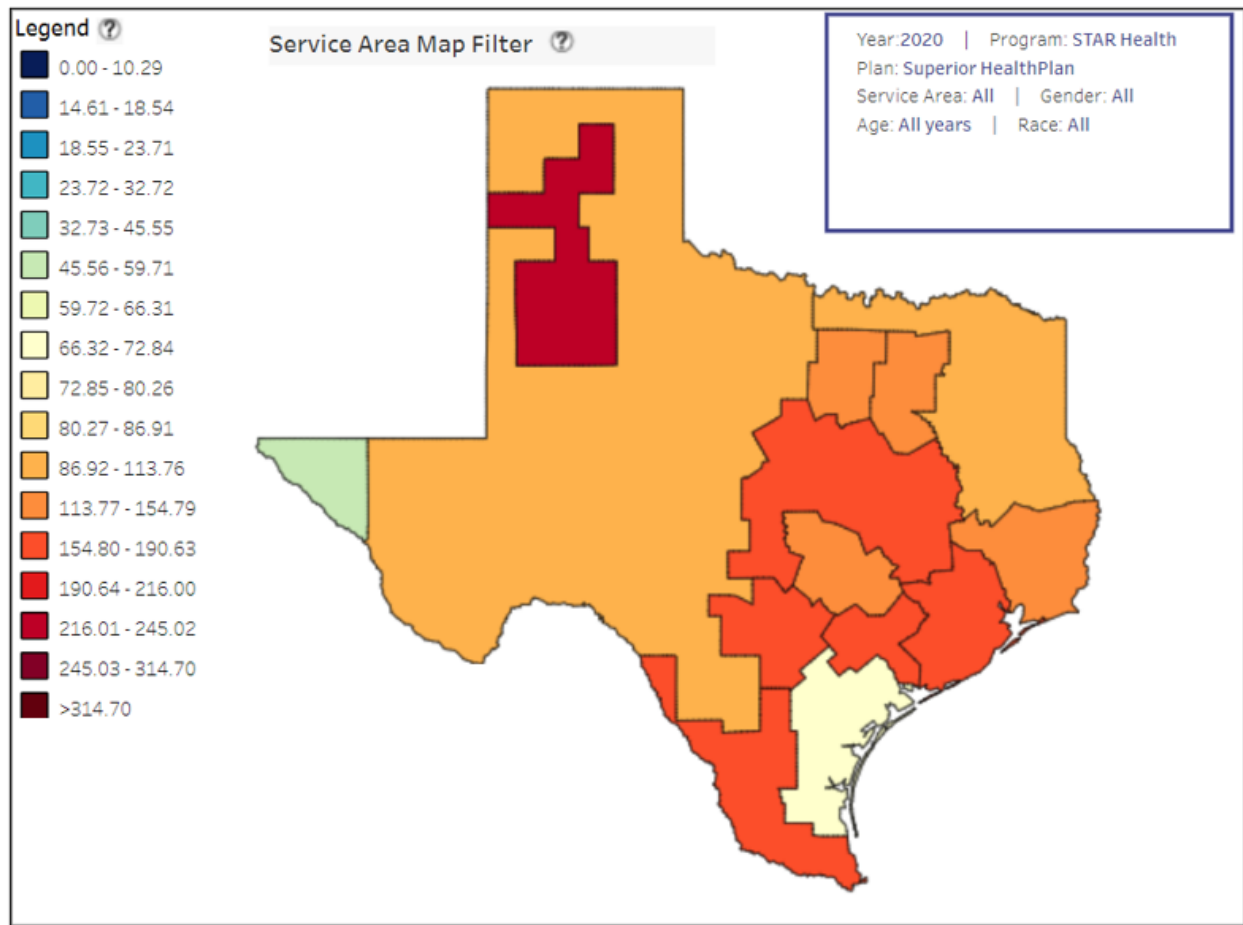 Legend ?
0.00 - 10.29
14.61 - 18.54
18.55 - 23.71
23.72 - 32.72
32.73 - 45.55
45.56 - 59.71
59.72 - 66.31
66.32 - 72.84
72.85 - 80.26
80.27 - 86.91
86.92 - 113.76
113.77 - 154.79
154.80 - 190.63
190.64 - 216.00
216.01 - 245.02
245.03 - 314.70
>314.70
Service Area Map Filter ?
Year:2020 | Program: STAR Health
Plan: Superior HealthPlan
Service Area: All | Gender: All
Age: All years | Race: All